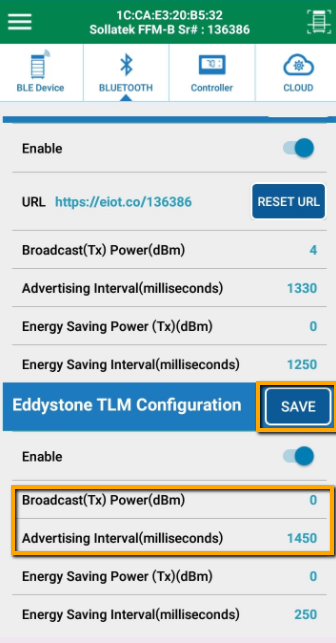 1C:CA:E3:20:B5:32
Sollatek FFM-B Sr# : 136386
BLE Device
BLUETOOTH
Controller
CLOUD
Enable
URL https://eiot.co/136386 RESET URL
Broadcast(Tx) Power(dBm) 4
Advertising Interval(milliseconds) 1330
Energy Saving Power (Tx)(dBm) 0
Energy Saving Interval(milliseconds) 1250
Eddystone TLM Configuration SAVE
Enable
Broadcast(Tx) Power(dBm) 0
Advertising Interval(milliseconds) 1450
Energy Saving Power (Tx)(dBm) 0
Energy Saving Interval(milliseconds) 250